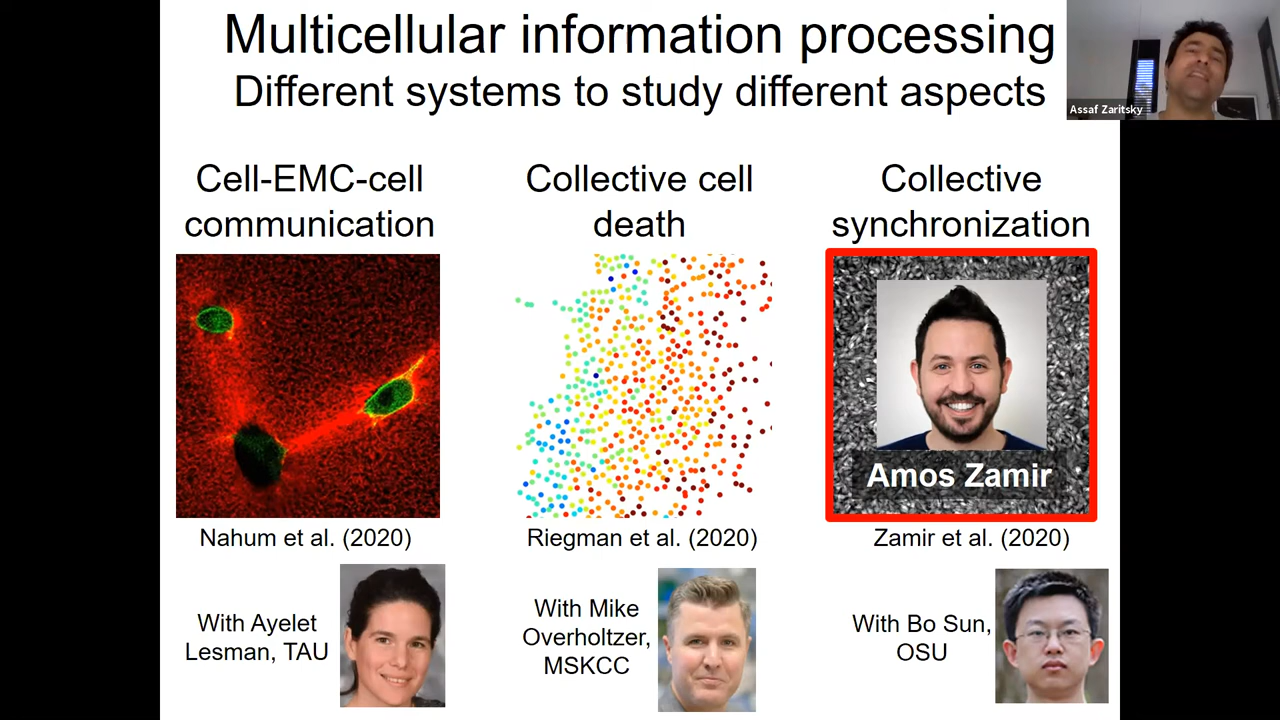 Multicellular information processing
Different systems to study different aspects
Assaf Zaritsky
Cell-EMC-cell
communication
Collective cell
death
Collective
synchronization
Amos Zamir
Nahum et al. (2020)
Riegman et al. (2020)
Zamir et al. (2020)
With Ayelet
Lesman, TAU
With Mike
Overholtzer,
MSKCC
With Bo Sun,
OSU